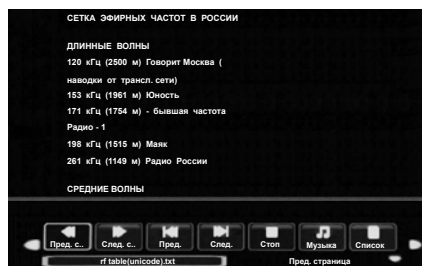 СЕТКА ЭФИРНЫХ ЧАСТОТ В РОССИИ
ДЛИННЫЕ ВОЛНЫ
120 кГц (2500 м) Говорит Москва (
наводки от трансл. сети)
153 кГц (1961 м) Юность
171 кГц (1754 м) - бывшая частота
Радио - 1
198 кГц (1515 м) Маяк
261 кГц (1149 м) Радио России
СРЕДНИЕ ВОЛНЫ
Пред. с.. След. с.. Пред. След. Стоп Музыка Список
rf table(unicode).txt Пред. страница